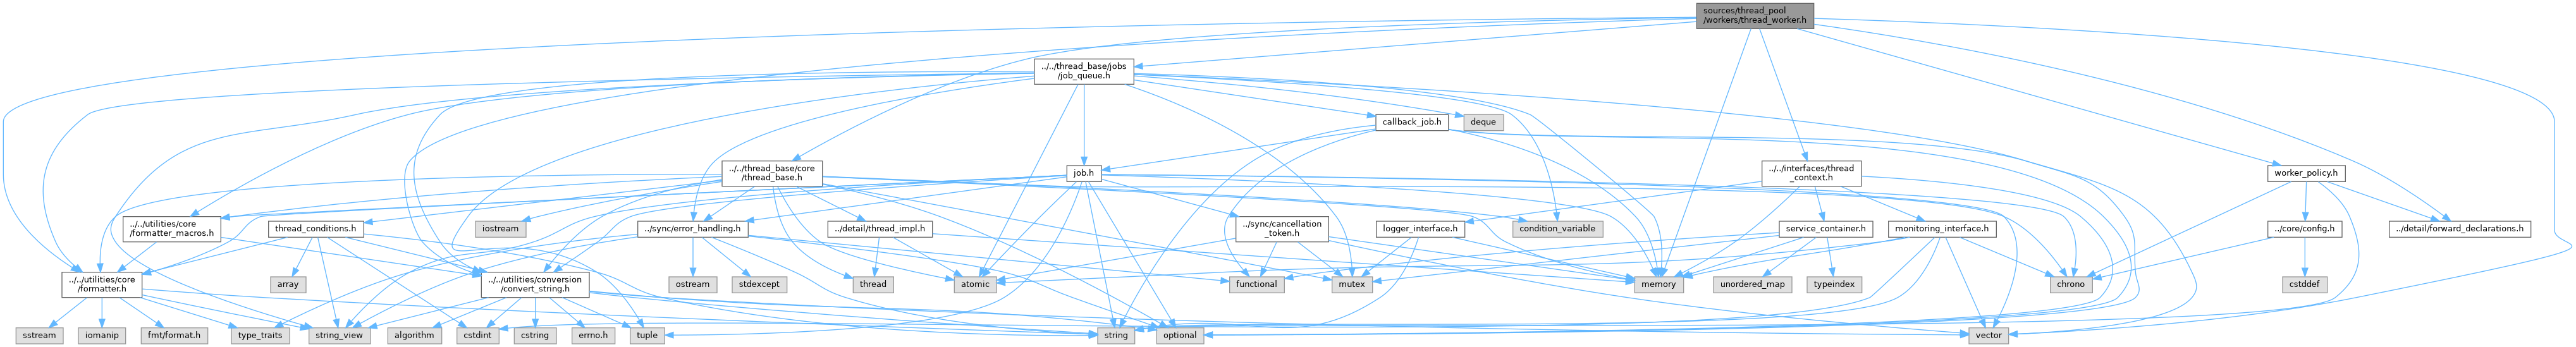 sources/thread_pool
/workers/thread_worker.h
../../thread_base/jobs
/job_queue.h
callback_job.h
deque
../../thread_base/core
/thread_base.h
job.h
../../interfaces/thread
_context.h
worker_policy.h
../../utilities/core
/formatter_macros.h
thread_conditions.h
iostream
../sync/error_handling.h
../detail/thread_impl.h
../sync/cancellation
_token.h
logger_interface.h
condition_variable
service_container.h
monitoring_interface.h
../core/config.h
../detail/forward_declarations.h
../../utilities/core
/formatter.h
array
../../utilities/conversion
/convert_string.h
ostream
stdexcept
thread
atomic
functional
mutex
memory
unordered_map
typeindex
chrono
cstddef
sstream
iomanip
fmt/format.h
type_traits
string_view
algorithm
cstdint
cstring
errno.h
tuple
string
optional
vector